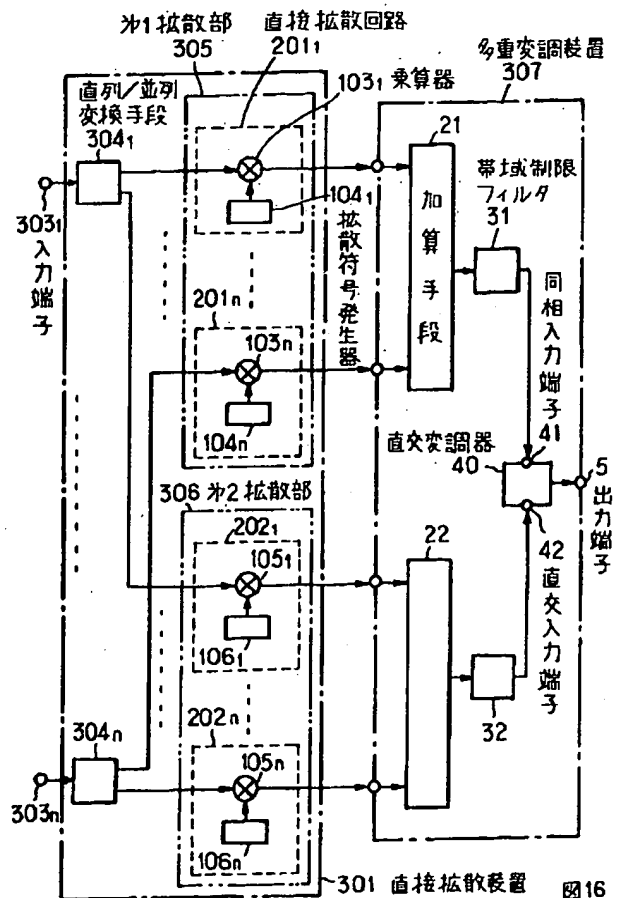 オ1拡散部
305
直接拡散回路
201₁
多重変調装置
307
直列/並列
変換手段
304₁
103₁ 乗算器
21
加算手段
帯域制限
フィルタ
31
303₁
入力端子
104₁
拡散符号発生器
201n
103n
104n
同相入力端子
直交変調器
40
41
5
出力端子
42
直交入力端子
306 オ2拡散部
202₁
105₁
106₁
22
32
304n
303n
202n
105n
106n
301 直接拡散装置
図16